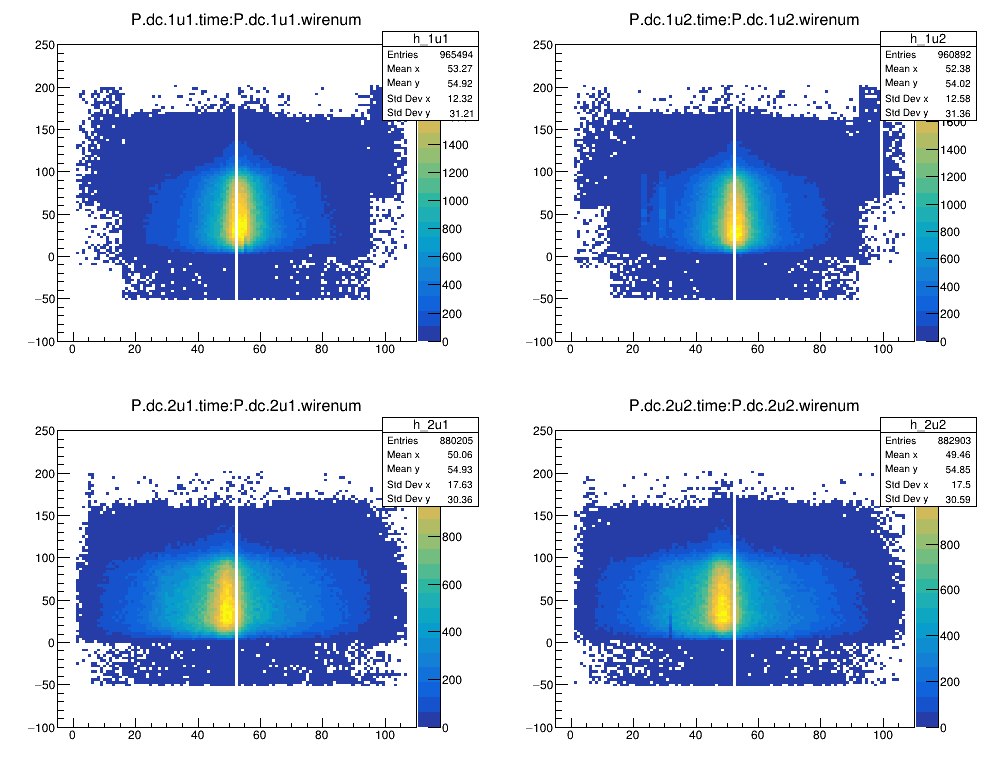 P.dc.1u1.time:P.dc.1u1.wirenum
h_1u1
Entries 965494
Mean x 53.27
Mean y 54.92
Std Dev x 12.32
Std Dev y 31.21
250
200
150
100
50
0
−50
−100
0 20 40 60 80 100
1400
1200
1000
800
600
400
200
0
P.dc.1u2.time:P.dc.1u2.wirenum
h_1u2
Entries 960892
Mean x 52.38
Mean y 54.02
Std Dev x 12.58
Std Dev y 31.36
250
200
150
100
50
0
−50
−100
0 20 40 60 80 100
1600
1400
1200
1000
800
600
400
200
0
P.dc.2u1.time:P.dc.2u1.wirenum
h_2u1
Entries 880205
Mean x 50.06
Mean y 54.93
Std Dev x 17.63
Std Dev y 30.36
250
200
150
100
50
0
−50
−100
0 20 40 60 80 100
800
600
400
200
0
P.dc.2u2.time:P.dc.2u2.wirenum
h_2u2
Entries 882903
Mean x 49.46
Mean y 54.85
Std Dev x 17.5
Std Dev y 30.59
250
200
150
100
50
0
−50
−100
0 20 40 60 80 100
800
600
400
200
0